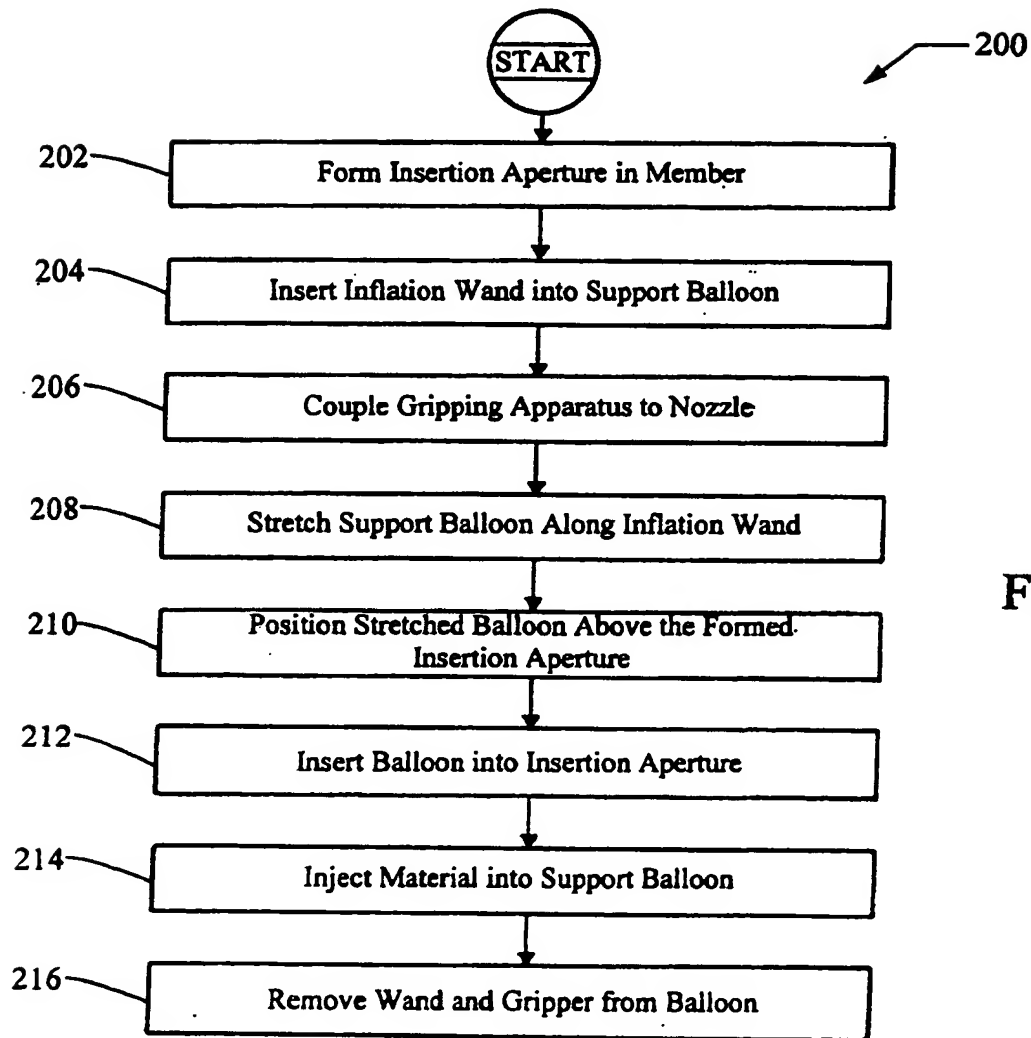 START
200
202
Form Insertion Aperture in Member
204
Insert Inflation Wand into Support Balloon
206
Couple Gripping Apparatus to Nozzle
208
Stretch Support Balloon Along Inflation Wand
F
210
Position Stretched Balloon Above the Formed
Insertion Aperture
212
Insert Balloon into Insertion Aperture
214
Inject Material into Support Balloon
216
Remove Wand and Gripper from Balloon